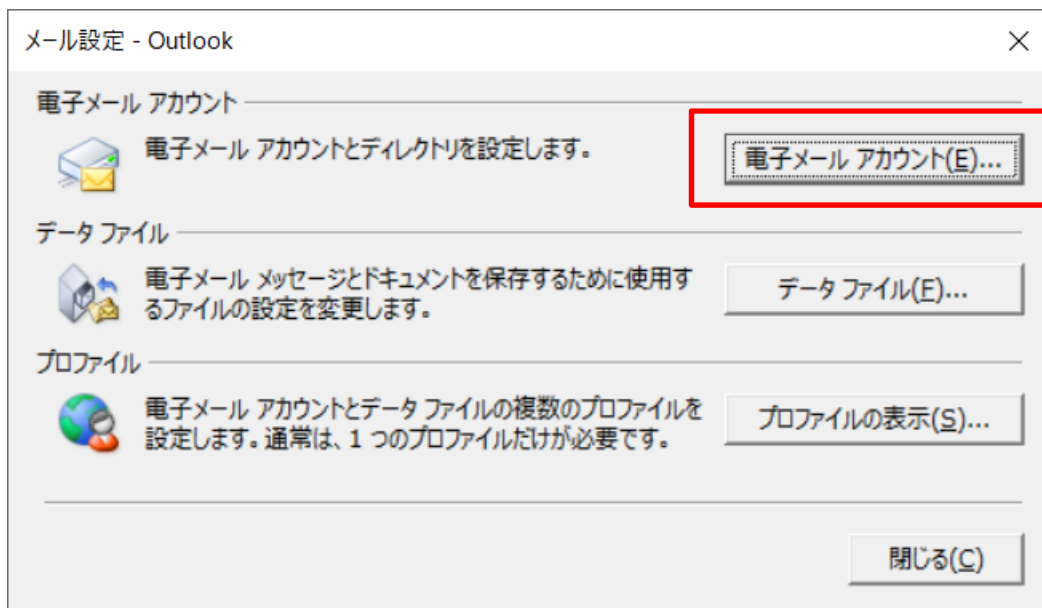 メール設定 - Outlook
電子メール アカウント
電子メール アカウントとディレクトリを設定します。
電子メール アカウント(E)...
データ ファイル
電子メール メッセージとドキュメントを保存するために使用す
るファイルの設定を変更します。
データ ファイル(F)...
プロファイル
電子メール アカウントとデータ ファイルの複数のプロファイルを
設定します。通常は、1 つのプロファイルだけが必要です。
プロファイルの表示(S)...
閉じる(C)